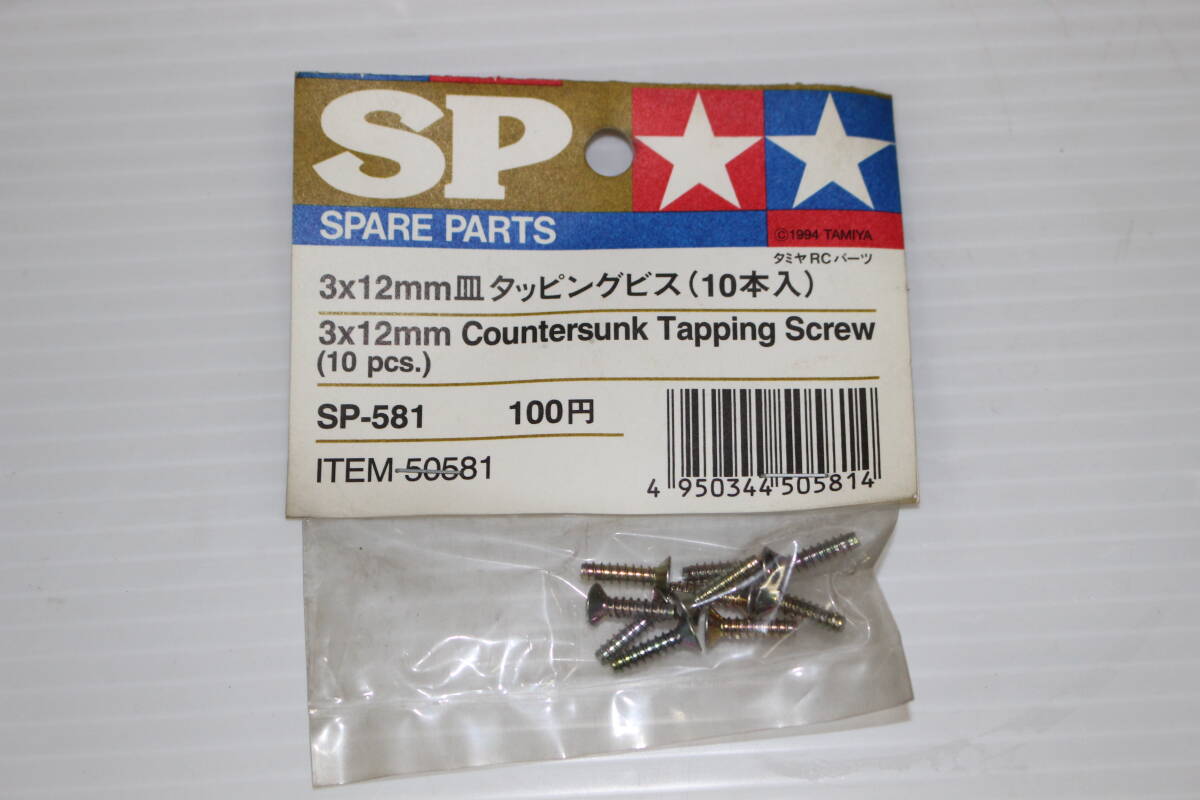 SP
SPARE PARTS
©1994 TAMIYA
タミヤRCパーツ
3x12mm皿タッピングビス(10本入)
3x12mm Countersunk Tapping Screw
(10 pcs.)
SP-581 100円
ITEM 50581
4 950344 505814